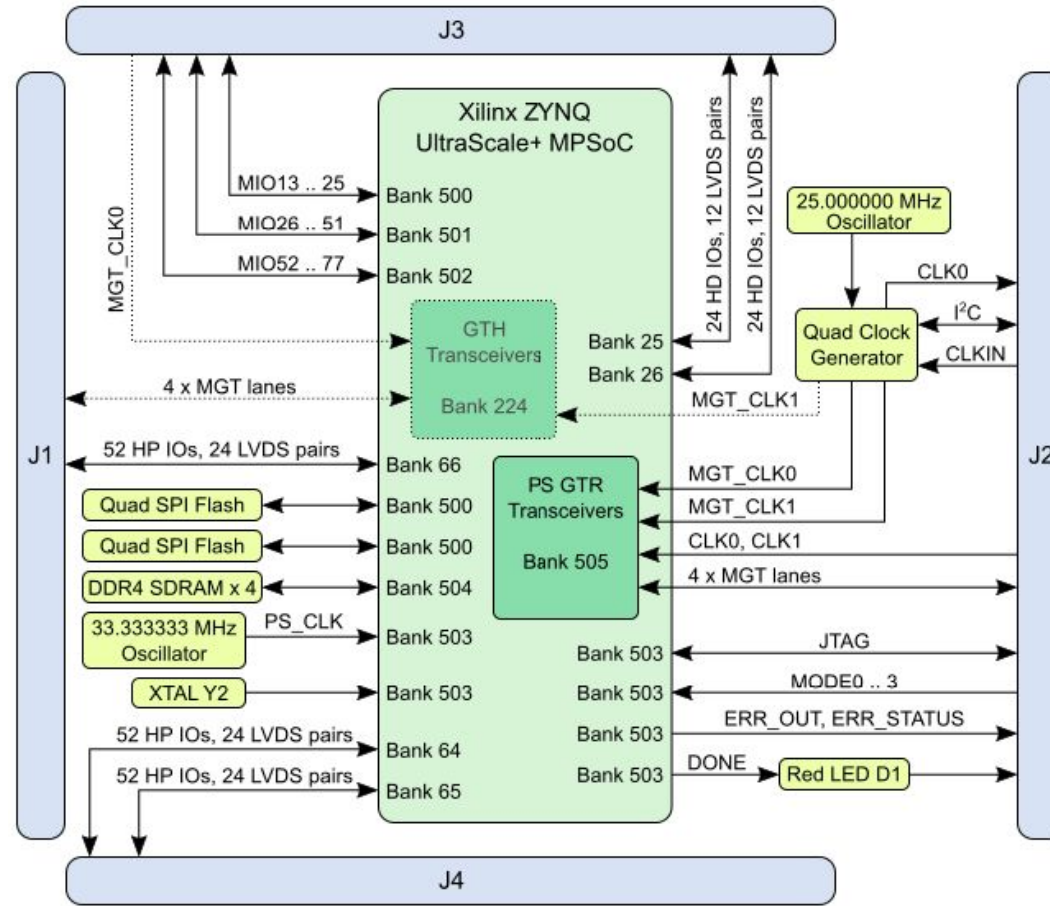 J3
Xilinx ZYNQ
UltraScale+ MPSoC
24 HD IOs, 12 LVDS pairs
24 HD IOs, 12 LVDS pairs
MIO13 .. 25
Bank 500
MIO26 .. 51
Bank 501
MIO52 .. 77
Bank 502
MGT_CLK0
25.000000 MHz
Oscillator
CLK0
I²C
CLKIN
Quad Clock
Generator
GTH
Transceivers
Bank 224
Bank 25
Bank 26
MGT_CLK1
4 x MGT lanes
J1
J2
52 HP IOs, 24 LVDS pairs
Bank 66
Quad SPI Flash
Bank 500
Quad SPI Flash
Bank 500
DDR4 SDRAM x 4
Bank 504
33.333333 MHz
Oscillator
PS_CLK
Bank 503
XTAL Y2
Bank 503
PS GTR
Transceivers
Bank 505
MGT_CLK0
MGT_CLK1
CLK0, CLK1
4 x MGT lanes
Bank 503
JTAG
Bank 503
MODE0 .. 3
Bank 503
ERR_OUT, ERR_STATUS
Bank 503
DONE
Red LED D1
52 HP IOs, 24 LVDS pairs
Bank 64
52 HP IOs, 24 LVDS pairs
Bank 65
J4